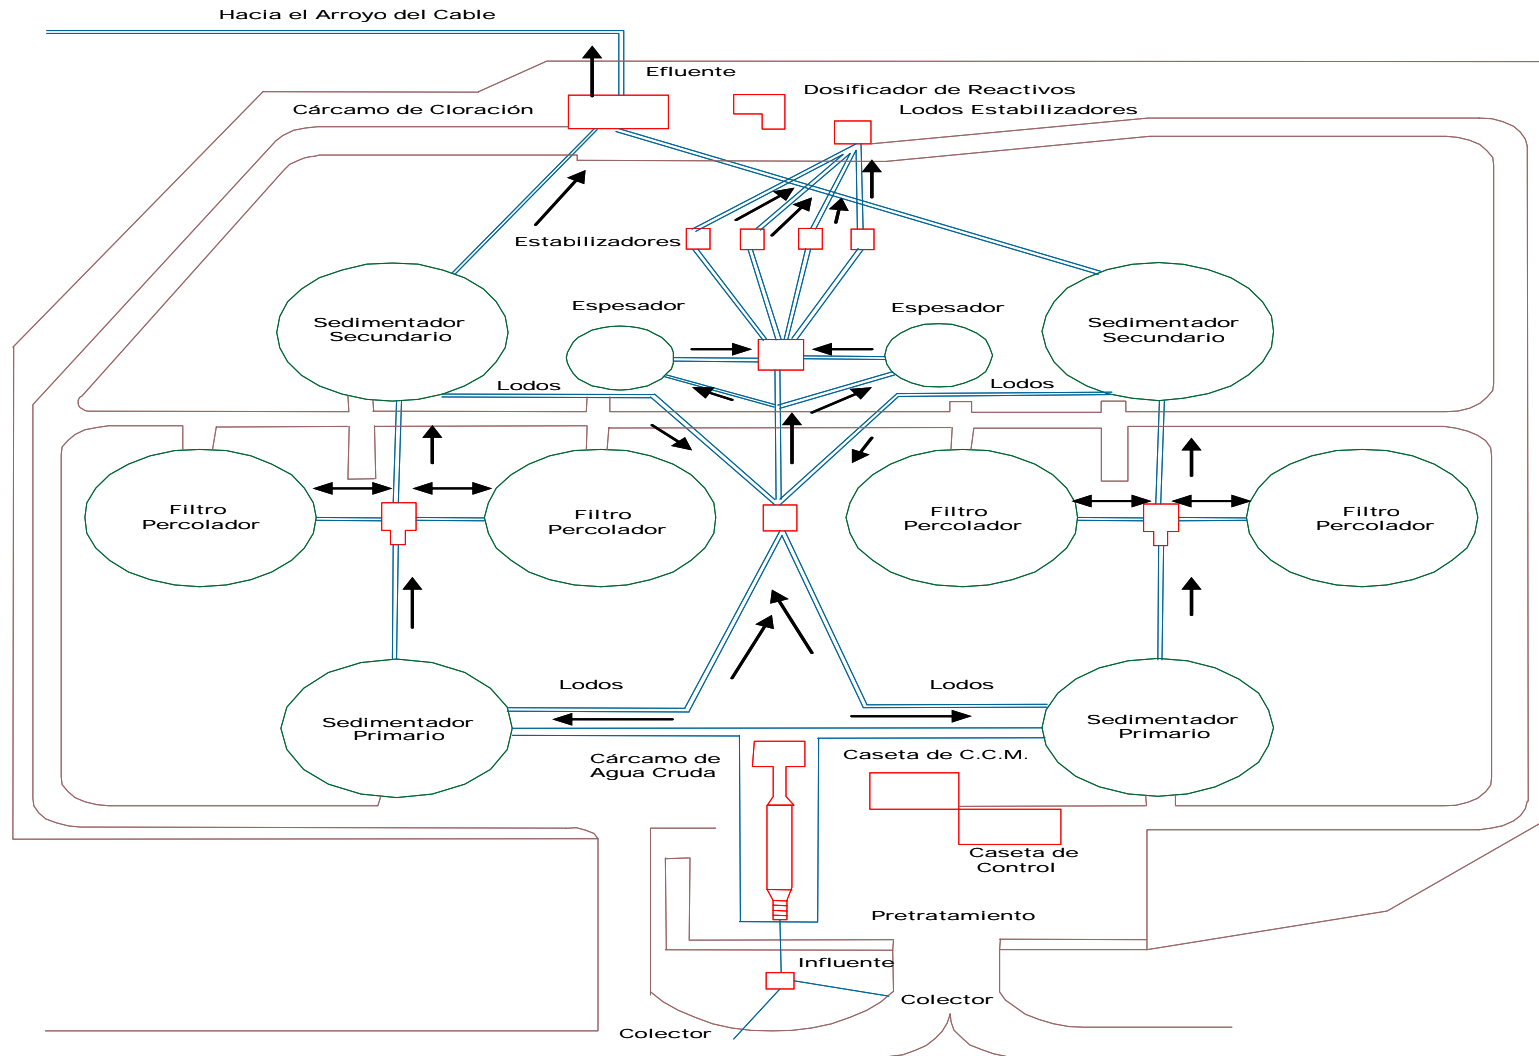 Hacia el Arroyo del Cable
Efluente
Dosificador de Reactivos
Cárcamo de Cloración
Lodos Estabilizadores
Estabilizadores
Espesador
Espesador
Sedimentador
Secundario
Sedimentador
Secundario
Lodos
Lodos
Filtro
Percolador
Filtro
Percolador
Filtro
Percolador
Filtro
Percolador
Lodos
Lodos
Sedimentador
Primario
Sedimentador
Primario
Cárcamo de
Agua Cruda
Caseta de C.C.M.
Caseta de
Control
Pretratamiento
Influente
Colector
Colector